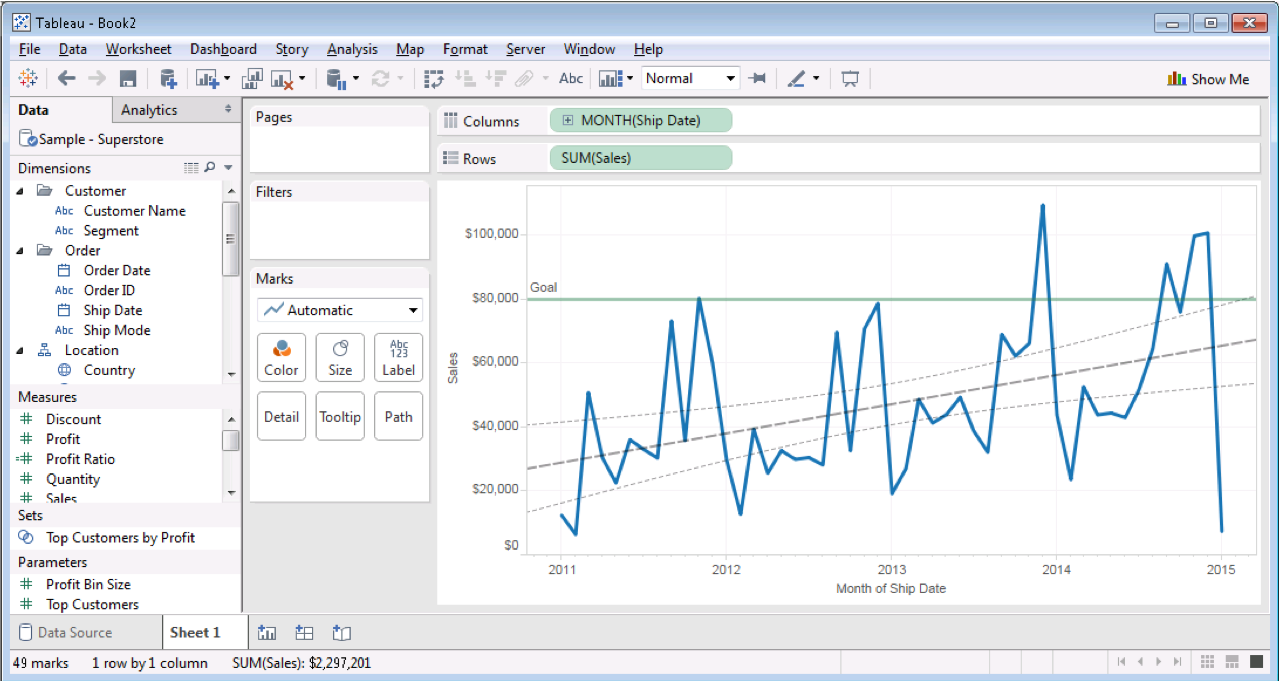 Tableau - Book2
File Data Worksheet Dashboard Story Analysis Map Format Server Window Help
Abc Normal Show Me
Data Analytics
Sample - Superstore
Dimensions
Customer
Abc Customer Name
Abc Segment
Order
Order Date
Abc Order ID
Ship Date
Abc Ship Mode
Location
Country
Measures
# Discount
# Profit
=# Profit Ratio
# Quantity
# Sales
Sets
Top Customers by Profit
Parameters
# Profit Bin Size
# Top Customers
Pages
Filters
Marks
Automatic
Color Size Abc 123 Label
Detail Tooltip Path
Columns MONTH(Ship Date)
Rows SUM(Sales)
Sales
$100,000
Goal
$80,000
$60,000
$40,000
$20,000
$0
2011 2012 2013 2014 2015
Month of Ship Date
Data Source Sheet 1
49 marks 1 row by 1 column SUM(Sales): $2,297,201